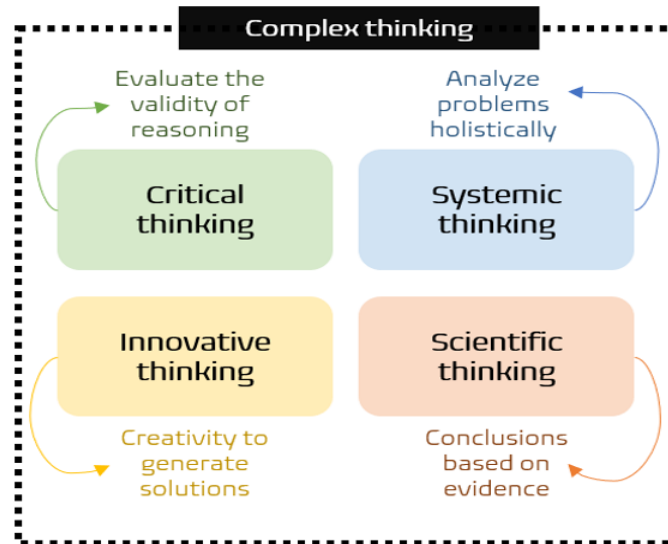 Complex thinking
Evaluate the
validity of
reasoning
Analyze
problems
holistically
Critical
thinking
Systemic
thinking
Innovative
thinking
Scientific
thinking
Creativity to
generate
solutions
Conclusions
based on
evidence